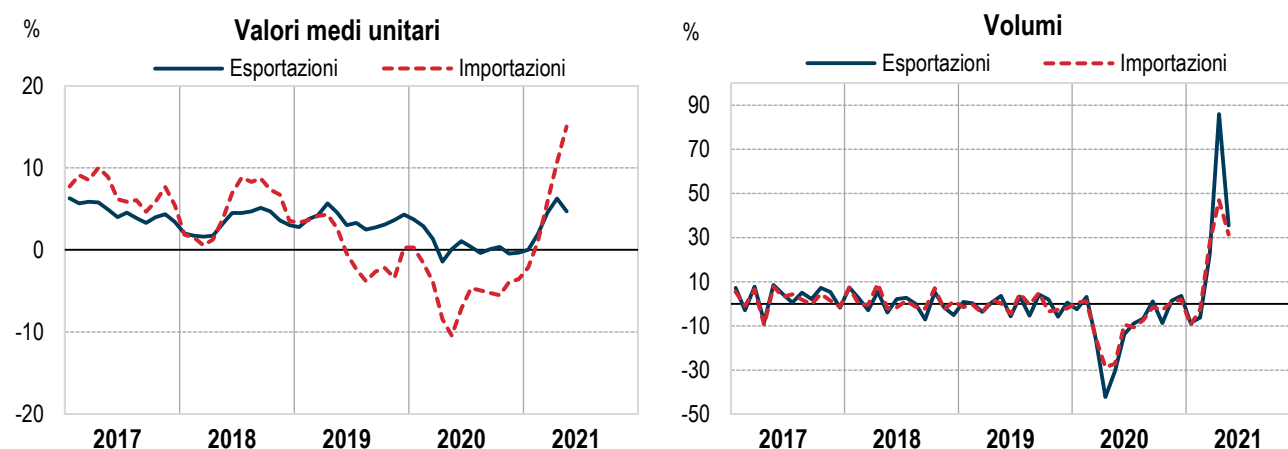 % Valori medi unitari
Esportazioni Importazioni
20
10
0
-10
-20
2017 2018 2019 2020 2021
% Volumi
Esportazioni Importazioni
90
70
50
30
10
-10
-30
-50
2017 2018 2019 2020 2021